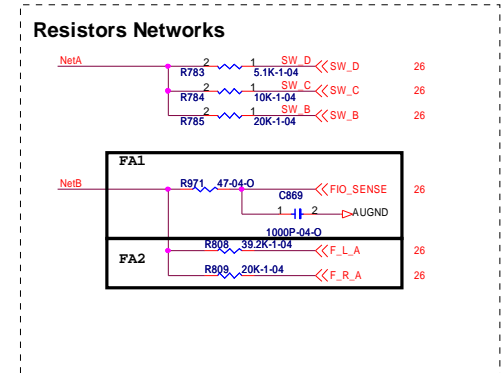 Resistors Networks
NetA 2 1 SW_D SW_D 26
R783 5.1K-1-04
2 1 SW_C SW_C 26
R784 10K-1-04
2 1 SW_B SW_B 26
R785 20K-1-04
FA1
NetB R971 47-04-O FIO_SENSE 26
C869
1 2 AUGND
1000P-04-O
R808 39.2K-1-04 F_L_A 26
FA2
R809 20K-1-04 F_R_A 26